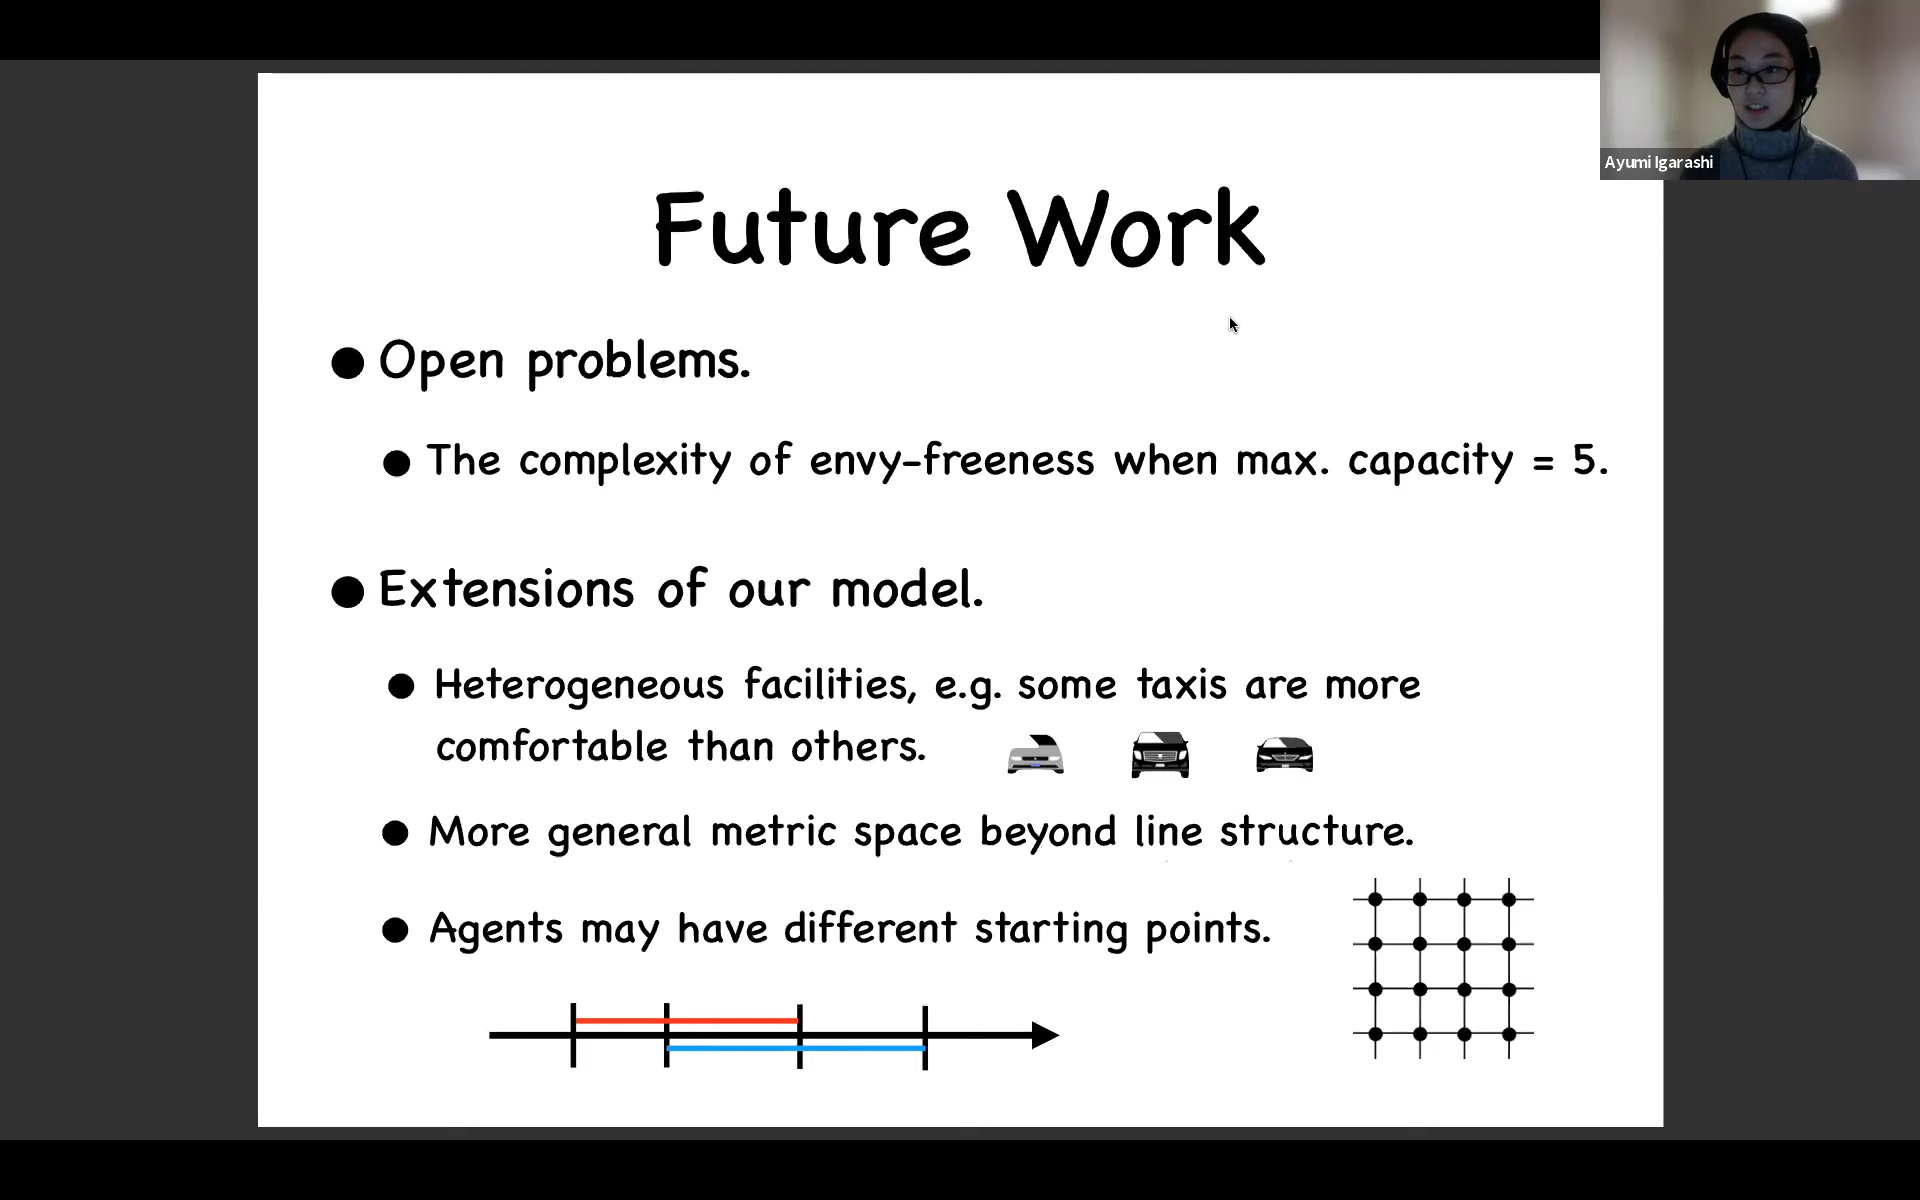 Ayumi Igarashi
Future Work
● Open problems.
● The complexity of envy-freeness when max. capacity = 5.
● Extensions of our model.
● Heterogeneous facilities, e.g. some taxis are more
comfortable than others.
● More general metric space beyond line structure.
● Agents may have different starting points.